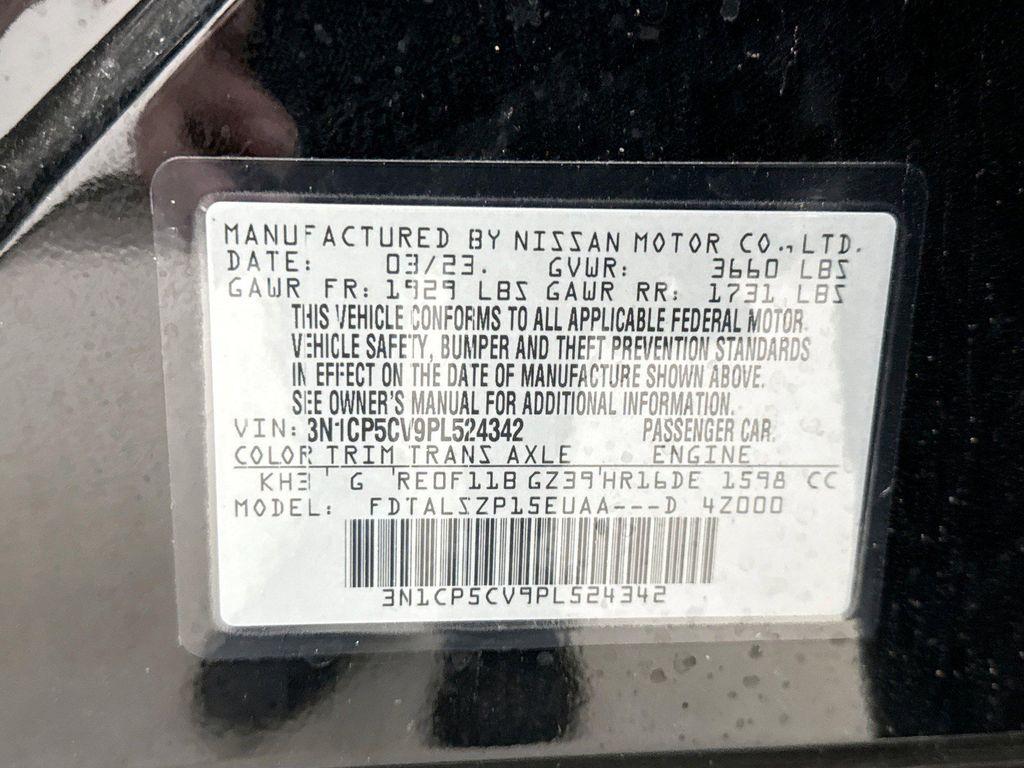 MANUFACTURED BY NISSAN MOTOR CO., LTD.
DATE: 03/23. GVWR: 3660 LBS
GAWR FR: 1929 LBS GAWR RR: 1731 LBS
THIS VEHICLE CONFORMS TO ALL APPLICABLE FEDERAL MOTOR
VEHICLE SAFETY, BUMPER AND THEFT PREVENTION STANDARDS
IN EFFECT ON THE DATE OF MANUFACTURE SHOWN ABOVE.
SEE OWNER'S MANUAL FOR ADDITIONAL INFORMATION.
VIN: 3N1CP5CV9PL524342 PASSENGER CAR.
COLOR TRIM TRANS AXLE ENGINE
KH3 G RE0F11B GZ39 HR16DE 1598 CC
MODEL: FDTALSZP15EUAA---D 4Z000
3N1CP5CV9PL524342